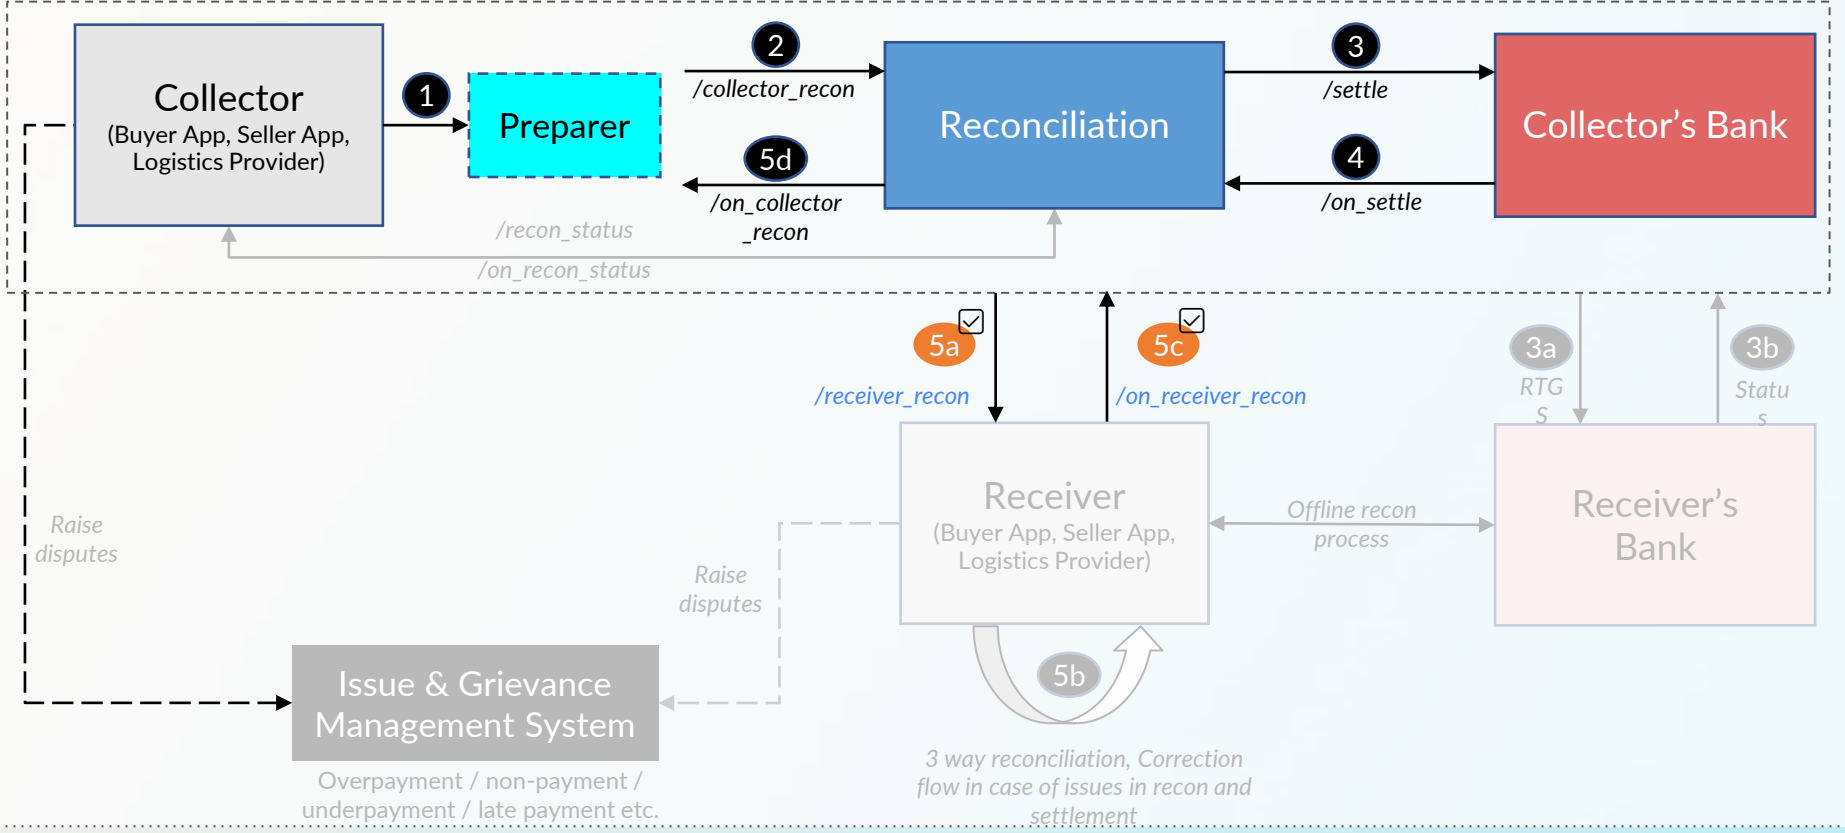 Collector
(Buyer App, Seller App,
Logistics Provider)
1
Preparer
2
/collector_recon
5d
/on_collector
_recon
Reconciliation
3
/settle
4
/on_settle
Collector’s Bank
/recon_status
/on_recon_status
5a
/receiver_recon
5c
/on_receiver_recon
3a
RTG
S
3b
Statu
s
Receiver
(Buyer App, Seller App,
Logistics Provider)
Offline recon
process
Receiver’s
Bank
Raise
disputes
Raise
disputes
5b
Issue & Grievance
Management System
Overpayment / non-payment /
underpayment / late payment etc.
3 way reconciliation, Correction
flow in case of issues in recon and
settlement